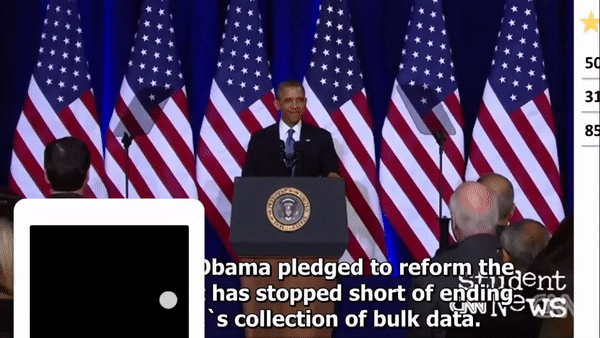 50
31
85
Obama pledged to reform the
has stopped short of ending
`s collection of bulk data.
Student
CNN News